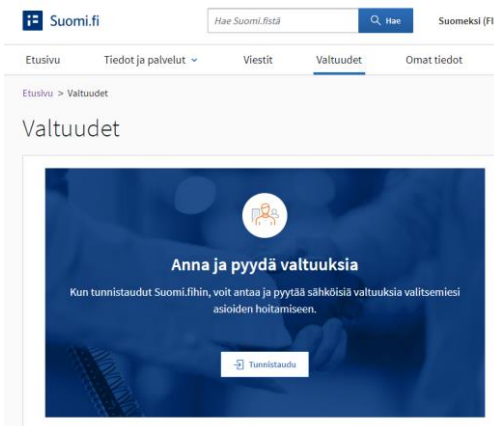 Suomi.fi
Hae Suomi.fistä
Hae
Suomeksi (FI
Etusivu
Tiedot ja palvelut
Viestit
Valtuudet
Omat tiedot
Etusivu > Valtuudet
Valtuudet
Anna ja pyydä valtuuksia
Kun tunnistaudut Suomi.fihin, voit antaa ja pyytää sähköisiä valtuuksia valitsemiesi
asioiden hoitamiseen.
Tunnistaudu